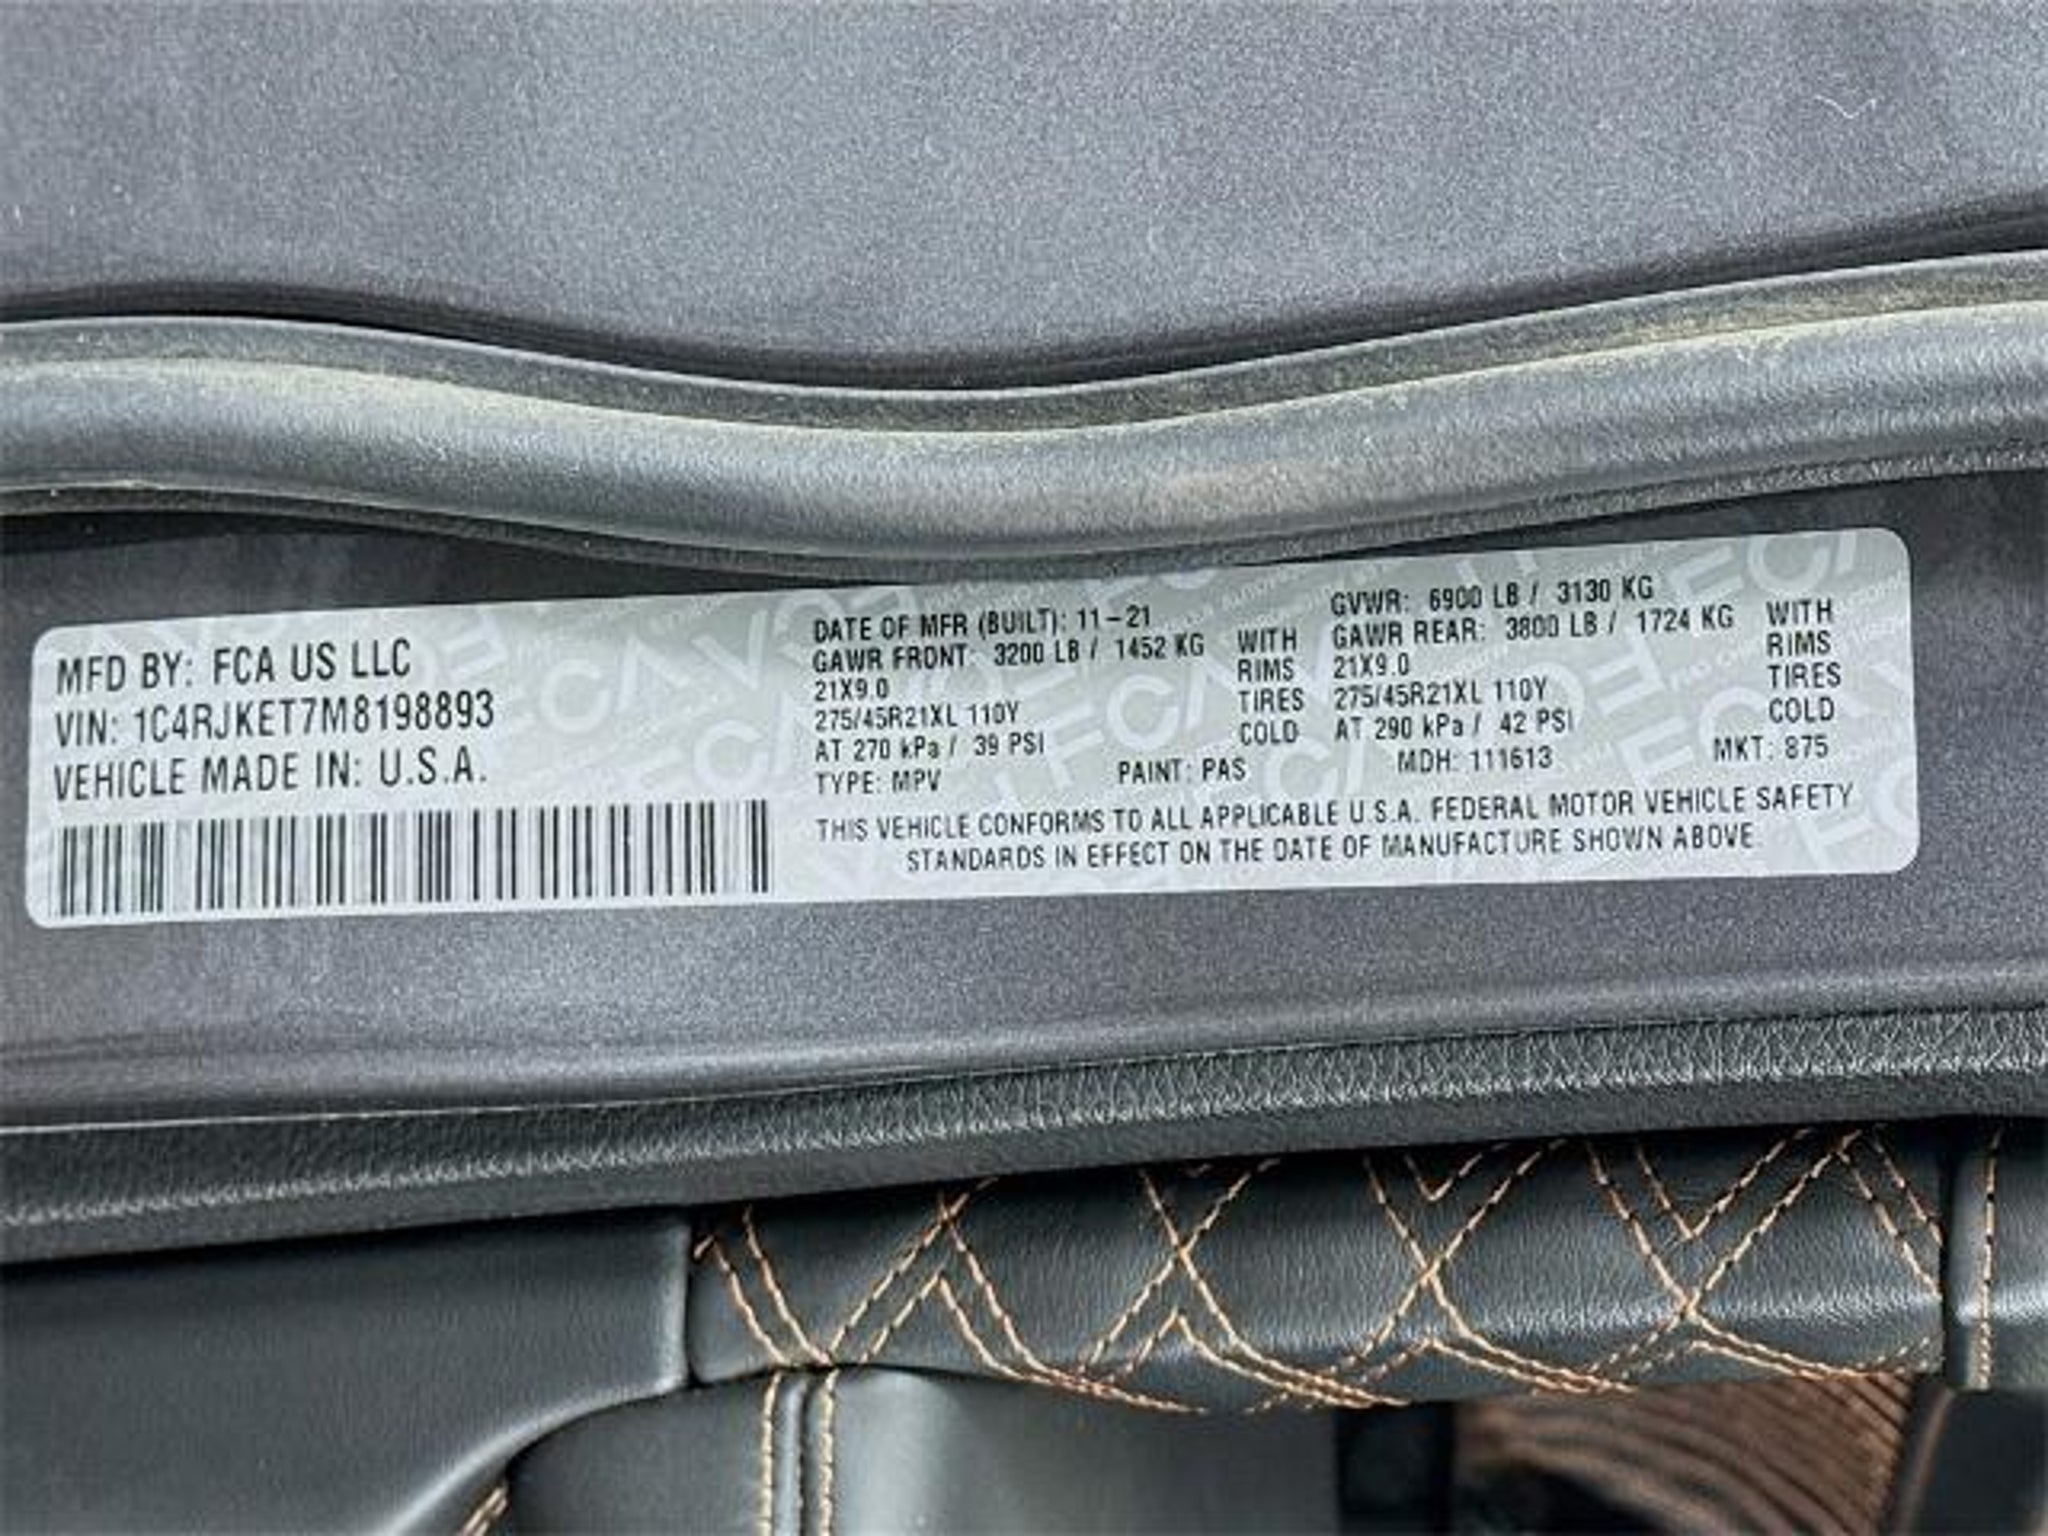 MFD BY: FCA US LLC
VIN: 1C4RJKET7M8198893
VEHICLE MADE IN: U.S.A.
DATE OF MFR (BUILT): 11-21 GVWR: 6900 LB / 3130 KG
GAWR FRONT: 3200 LB / 1452 KG WITH GAWR REAR: 3800 LB / 1724 KG WITH
21X9.0 RIMS 21X9.0 RIMS
275/45R21XL 110Y TIRES 275/45R21XL 110Y TIRES
AT 270 kPa / 39 PSI COLD AT 290 kPa / 42 PSI COLD
TYPE: MPV PAINT: PAS MDH: 111613 MKT: 875
THIS VEHICLE CONFORMS TO ALL APPLICABLE U.S.A. FEDERAL MOTOR VEHICLE SAFETY
STANDARDS IN EFFECT ON THE DATE OF MANUFACTURE SHOWN ABOVE